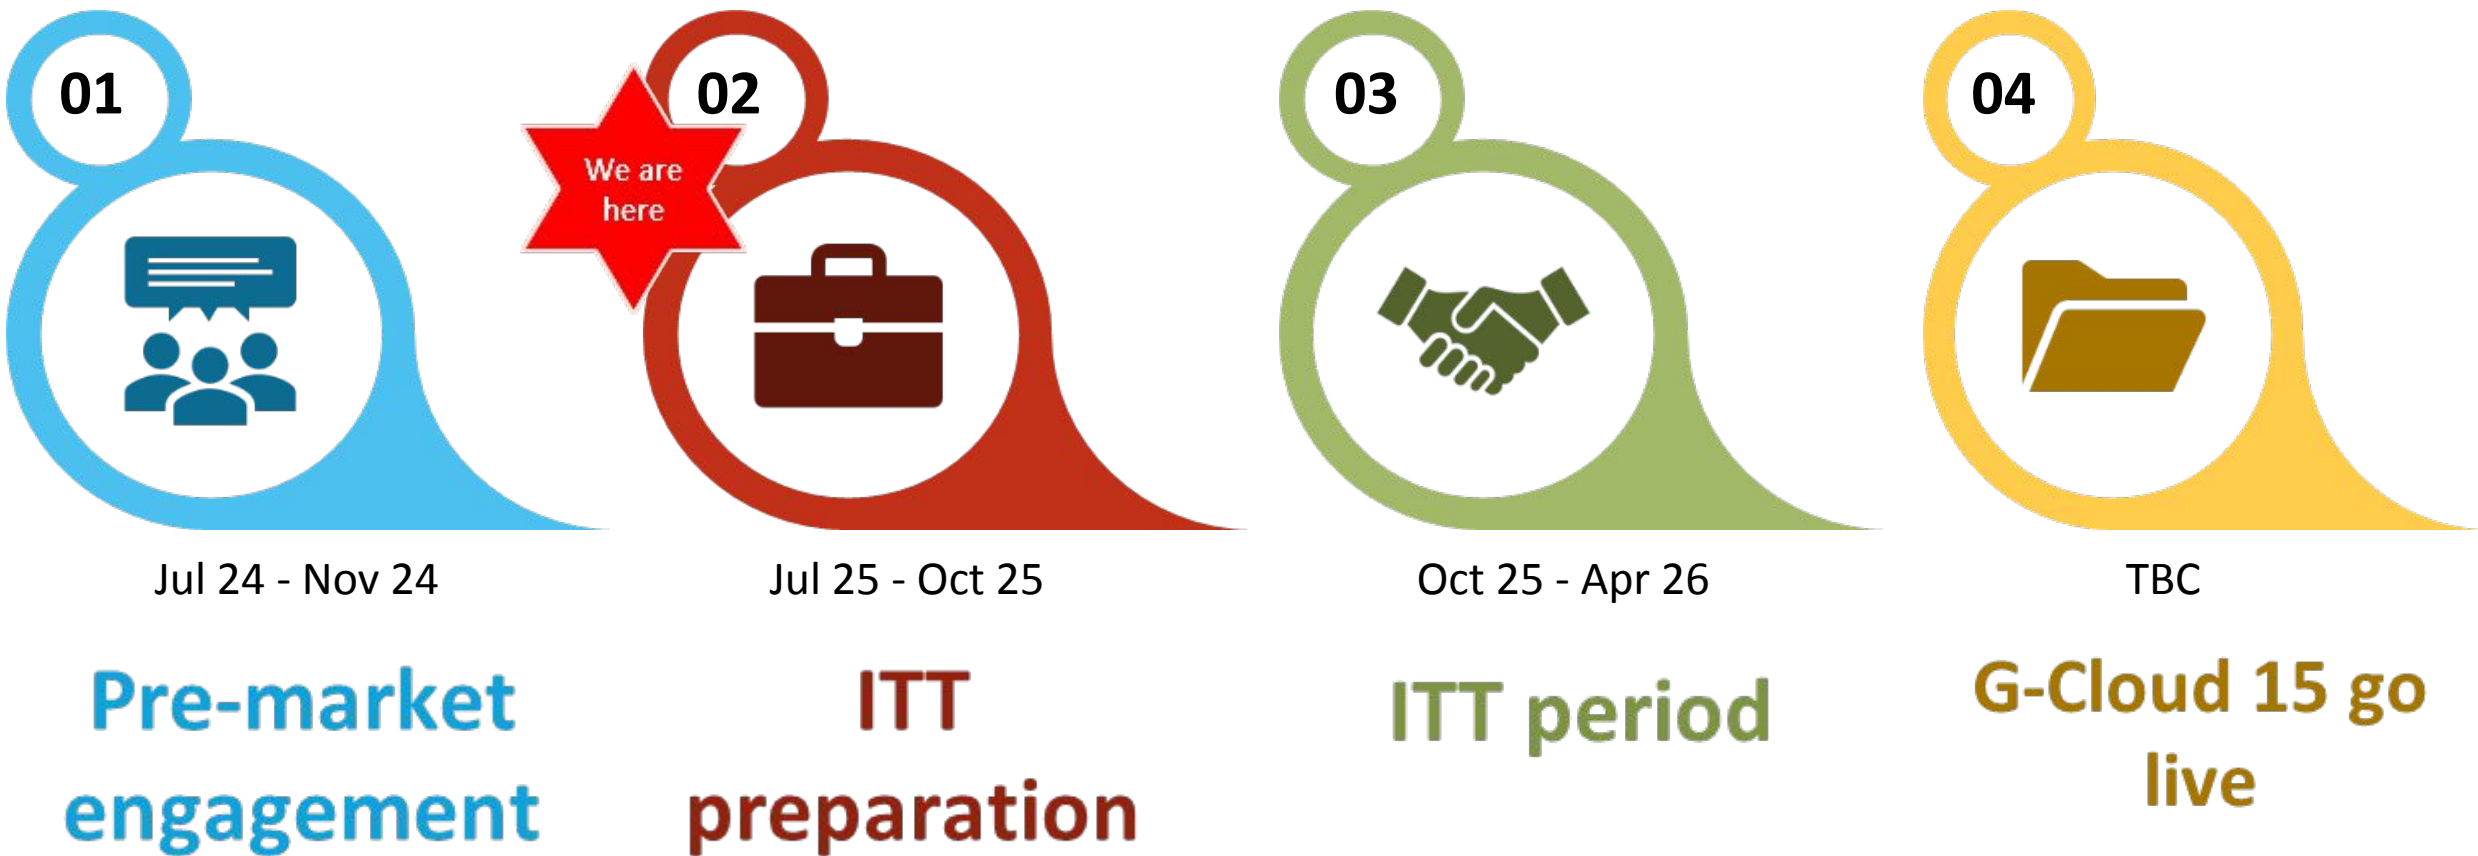 01
02
03
04
We are
here
Jul 24 - Nov 24
Jul 25 - Oct 25
Oct 25 - Apr 26
TBC
Pre-market
engagement
ITT
preparation
ITT period
G-Cloud 15 go
live